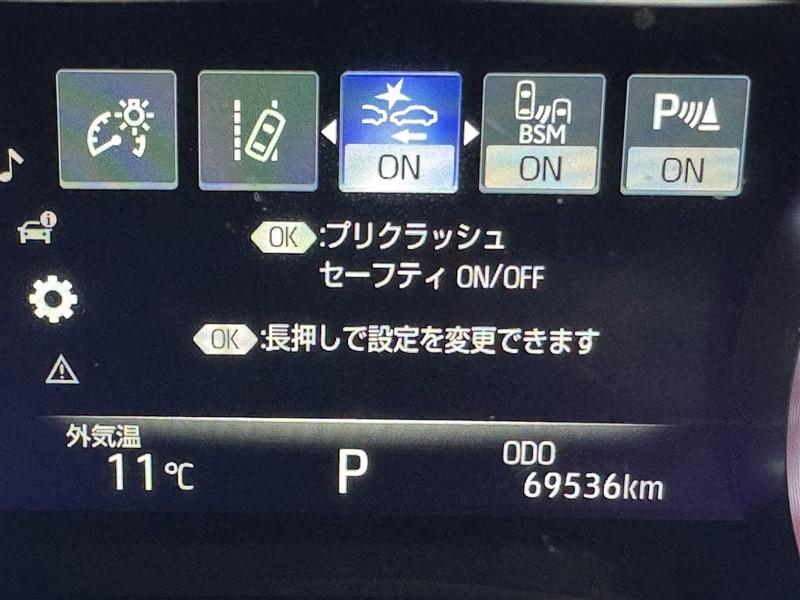 BSM
P
ON
ON
ON
OK :プリクラッシュ
セーフティ ON/OFF
OK :長押しで設定を変更できます
外気温
11℃
P
ODO
69536km